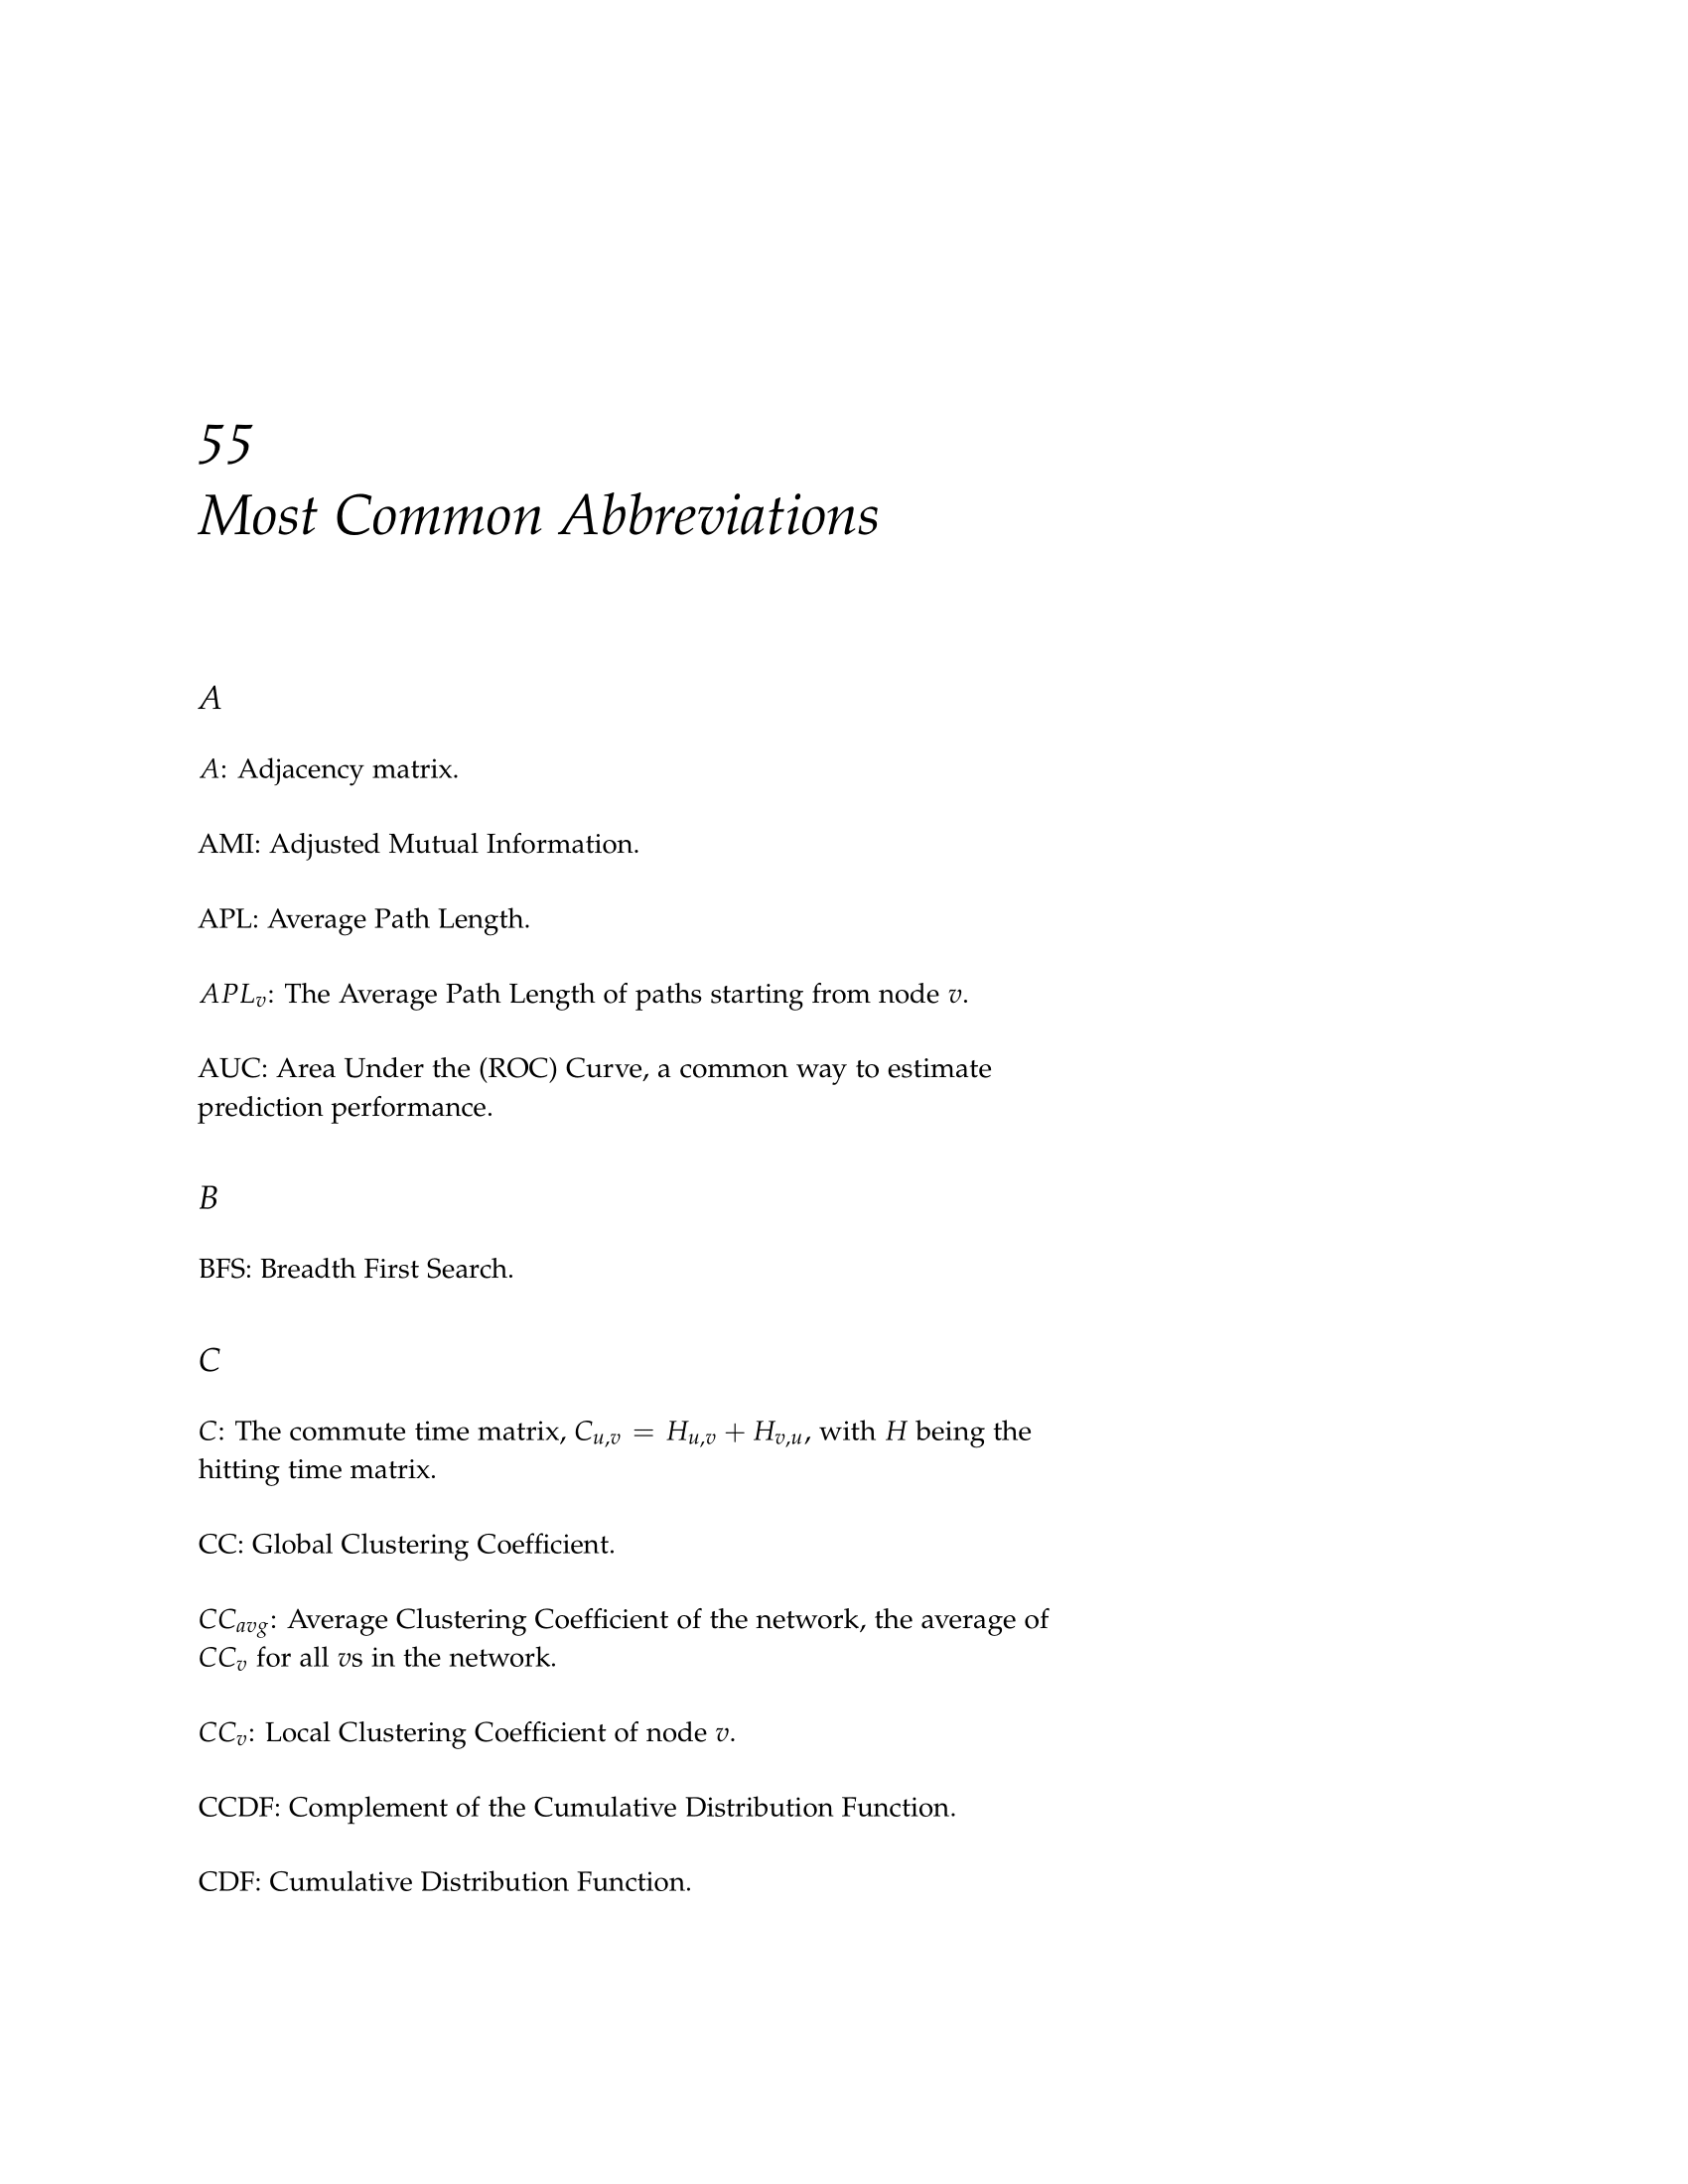 55
Most Common Abbreviations
A
A: Adjacency matrix.
AMI: Adjusted Mutual Information.
APL: Average Path Length.
APL_v: The Average Path Length of paths starting from node v.
AUC: Area Under the (ROC) Curve, a common way to estimate
prediction performance.
B
BFS: Breadth First Search.
C
C: The commute time matrix, C_{u,v} = H_{u,v} + H_{v,u}, with H being the
hitting time matrix.
CC: Global Clustering Coefficient.
CC_{avg}: Average Clustering Coefficient of the network, the average of
CC_v for all vs in the network.
CC_v: Local Clustering Coefficient of node v.
CCDF: Complement of the Cumulative Distribution Function.
CDF: Cumulative Distribution Function.